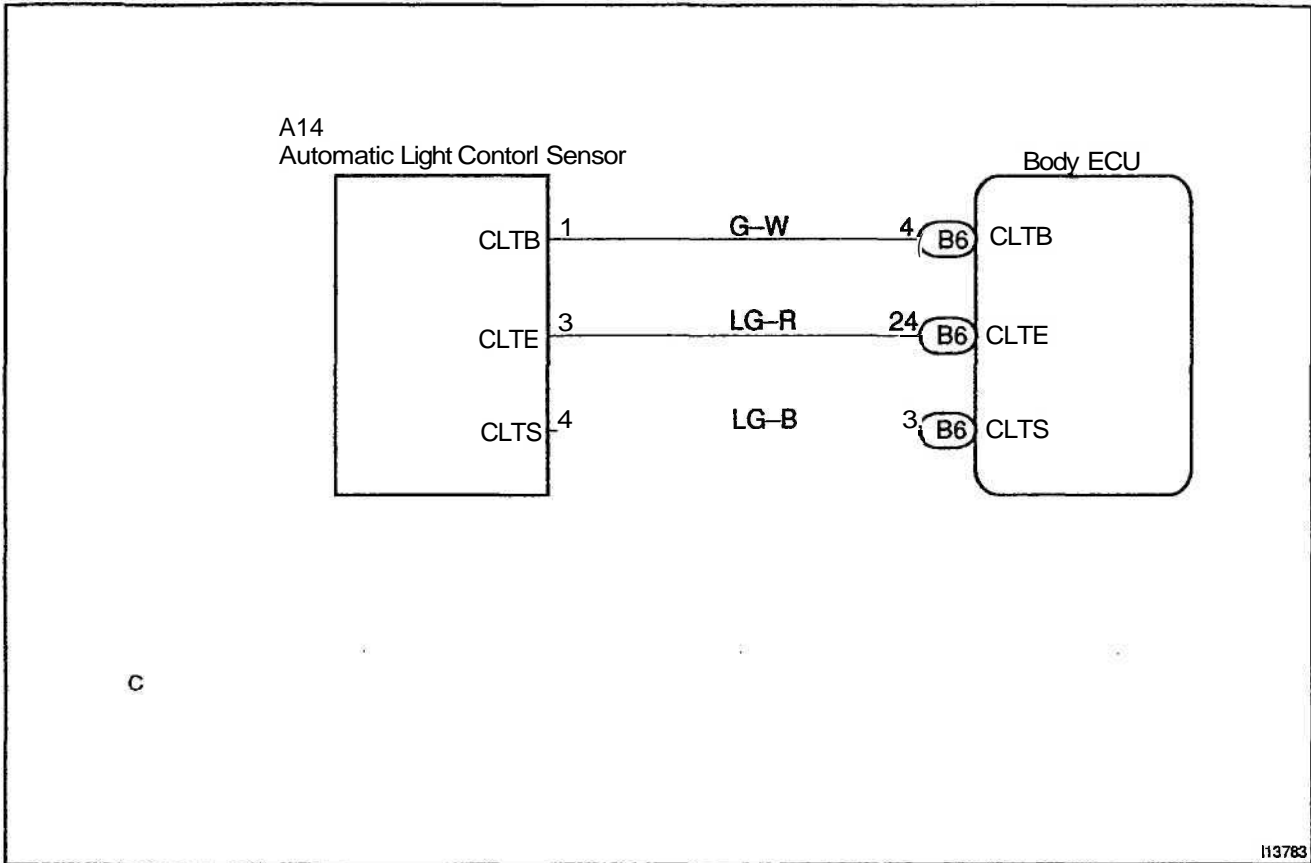 A14
Automatic Light Contorl Sensor
Body ECU
CLTB 1 G–W 4 B6 CLTB
CLTE 3 LG–R 24 B6 CLTE
CLTS 4 LG–B 3 B6 CLTS
C
I13783